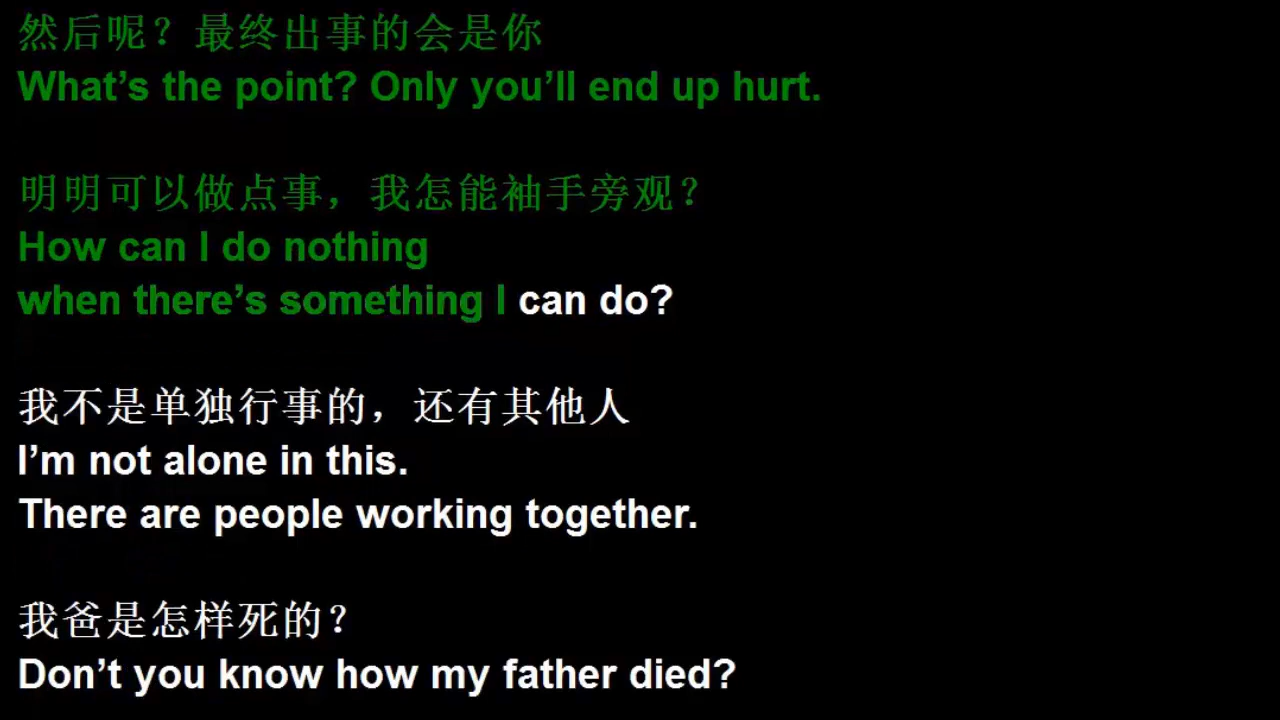 然后呢？最终出事的会是你
What’s the point? Only you’ll end up hurt.
明明可以做点事，我怎能袖手旁观？
How can I do nothing
when there’s something I can do?
我不是单独行事的，还有其他人
I’m not alone in this.
There are people working together.
我爸是怎样死的？
Don’t you know how my father died?